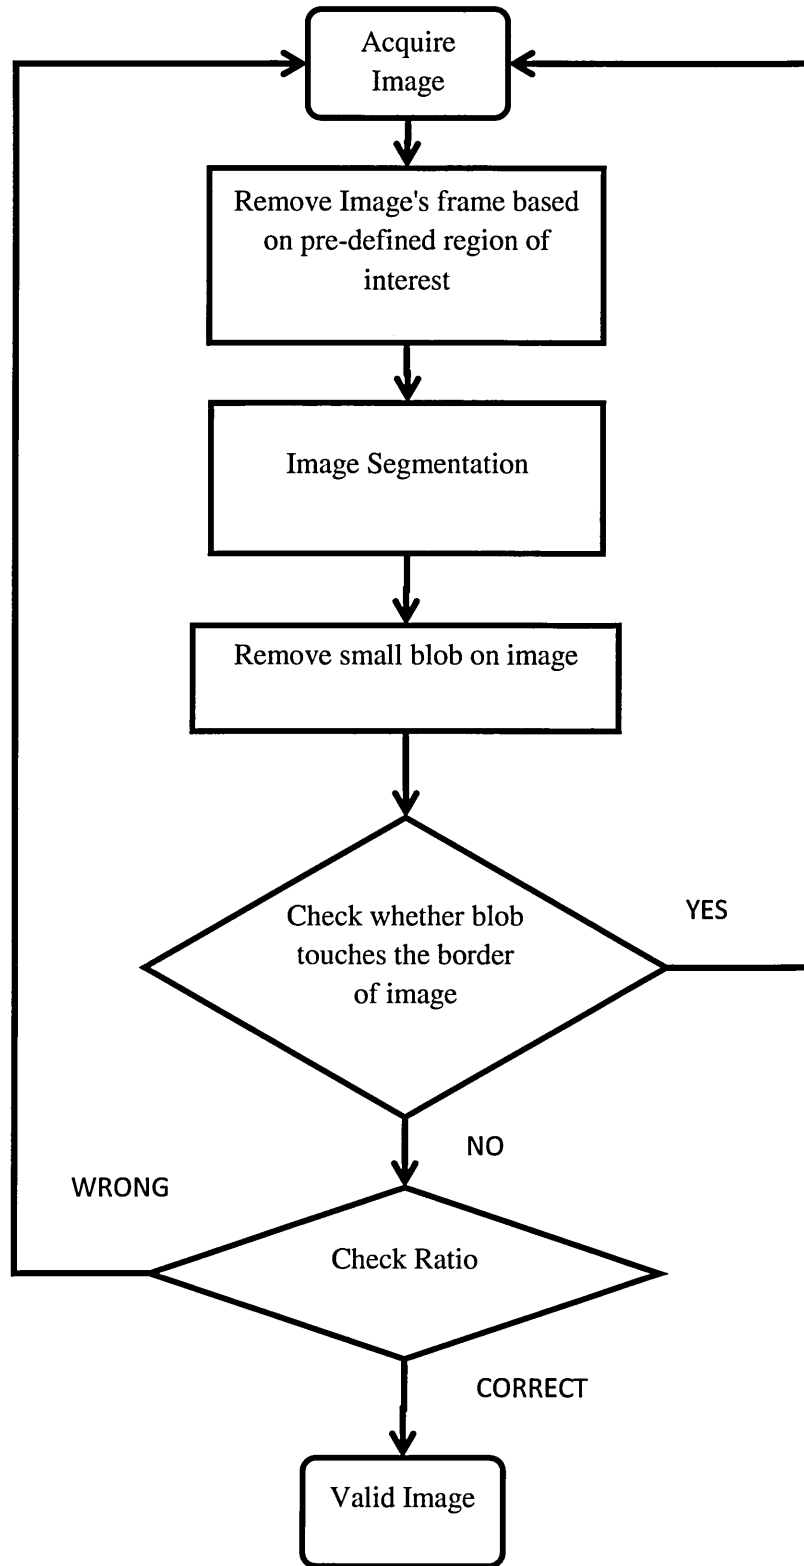 Acquire
Image
Remove Image's frame based
on pre-defined region of
interest
Image Segmentation
Remove small blob on image
Check whether blob
touches the border
of image
YES
NO
WRONG
Check Ratio
CORRECT
Valid Image